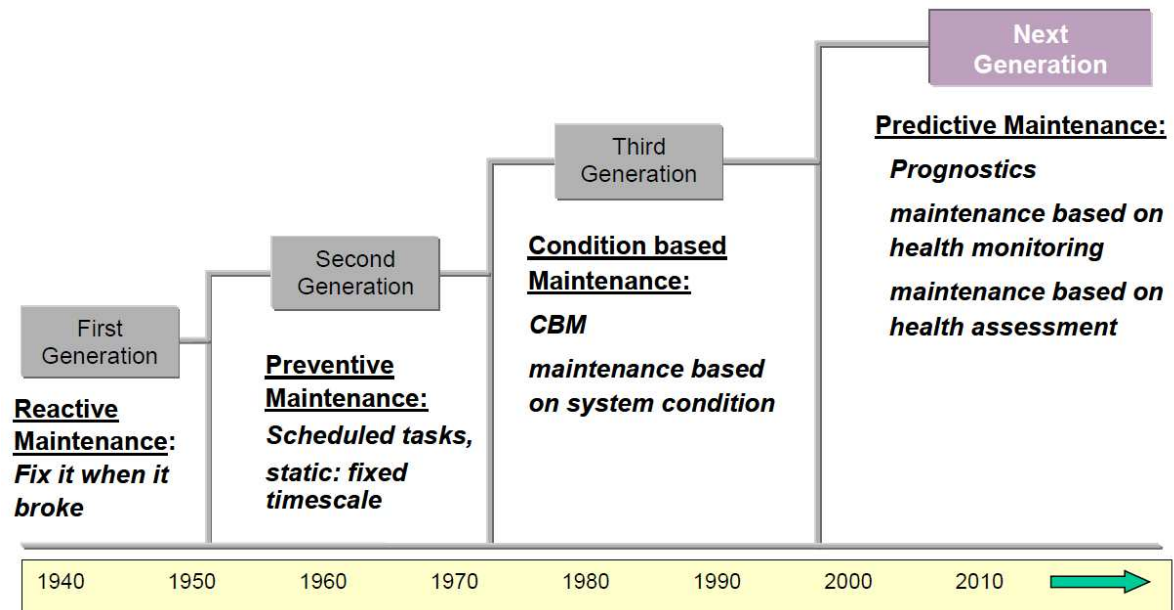 First
Generation
Reactive
Maintenance:
Fix it when it
broke
Second
Generation
Preventive
Maintenance:
Scheduled tasks,
static: fixed
timescale
Third
Generation
Condition based
Maintenance:
CBM
maintenance based
on system condition
Next
Generation
Predictive Maintenance:
Prognostics
maintenance based on
health monitoring
maintenance based on
health assessment
1940 1950 1960 1970 1980 1990 2000 2010